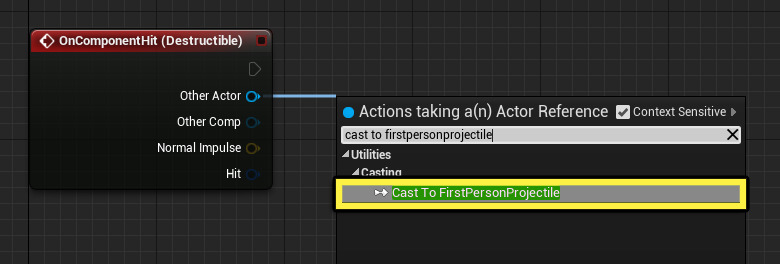 OnComponentHit (Destructible)
Other Actor
Other Comp
Normal Impulse
Hit
Actions taking a(n) Actor Reference
Context Sensitive
cast to firstpersonprojectile
Utilities
Casting
Cast To FirstPersonProjectile